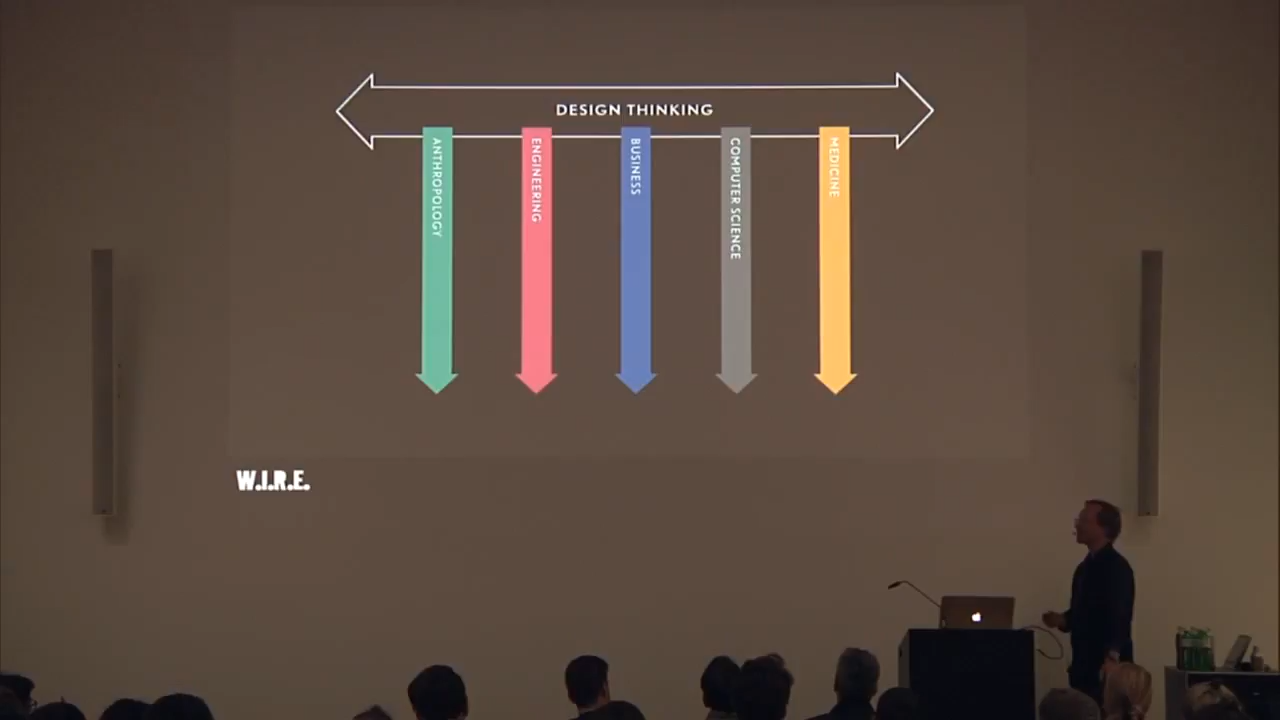 DESIGN THINKING
ANTHROPOLOGY
ENGINEERING
BUSINESS
COMPUTER SCIENCE
MEDICINE
W.I.R.E.